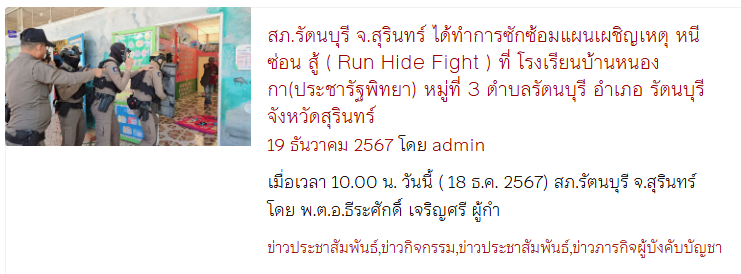 สภ.รัตนบุรี จ.สุรินทร์ ได้ทำการซักซ้อมแผนเผชิญเหตุ หนี
ซ่อน สู้ ( Run Hide Fight ) ที่ โรงเรียนบ้านหนอง
กา(ประชารัฐพิทยา) หมู่ที่ 3 ตำบลรัตนบุรี อำเภอ รัตนบุรี
จังหวัดสุรินทร์
19 ธันวาคม 2567 โดย admin
เมื่อเวลา 10.00 น. วันนี้ ( 18 ธ.ค. 2567) สภ.รัตนบุรี จ.สุรินทร์
โดย พ.ต.อ.ธีระศักดิ์ เจริญศรี ผู้กำ
ข่าวประชาสัมพันธ์,ข่าวกิจกรรม,ข่าวประชาสัมพันธ์,ข่าวภารกิจผู้บังคับบัญชา